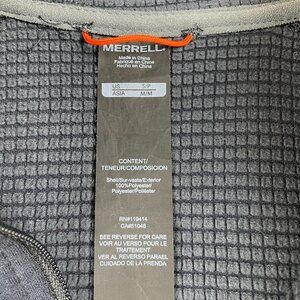 MERRELL
Made in China
Fabriqué en Chine
Hecho en China
US S/P
ASIA M/M
CONTENT/
TENEUR/COMPOSICION
Shell/Sur-veste/Exterior
100%Polyester/
Polyester/Poliéster
RN#119414
CA#51048
SEE REVERSE FOR CARE
VOIR AU VERSO POUR LE
TRAITEMENT
VER AL REVERSO PARAEL
CUIDADO DE LA PRENDA